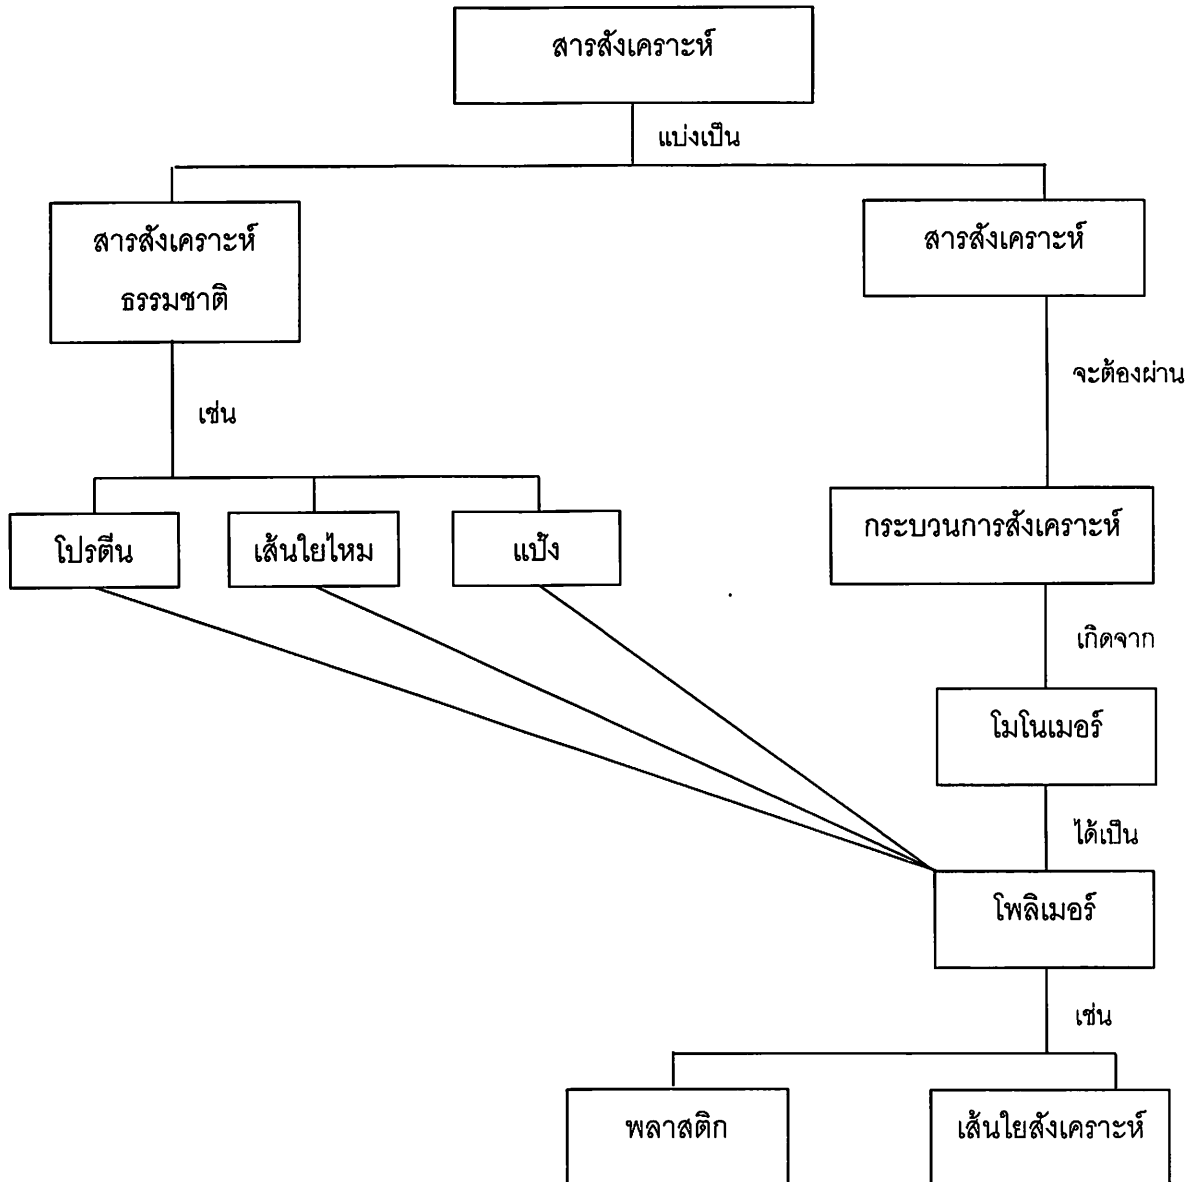 สารสังเคราะห์
แบ่งเป็น
สารสังเคราะห์
ธรรมชาติ
สารสังเคราะห์
จะต้องผ่าน
เช่น
โปรตีน
เส้นใยไหม
แป้ง
กระบวนการสังเคราะห์
เกิดจาก
โมโนเมอร์
ได้เป็น
โพลิเมอร์
เช่น
พลาสติก
เส้นใยสังเคราะห์